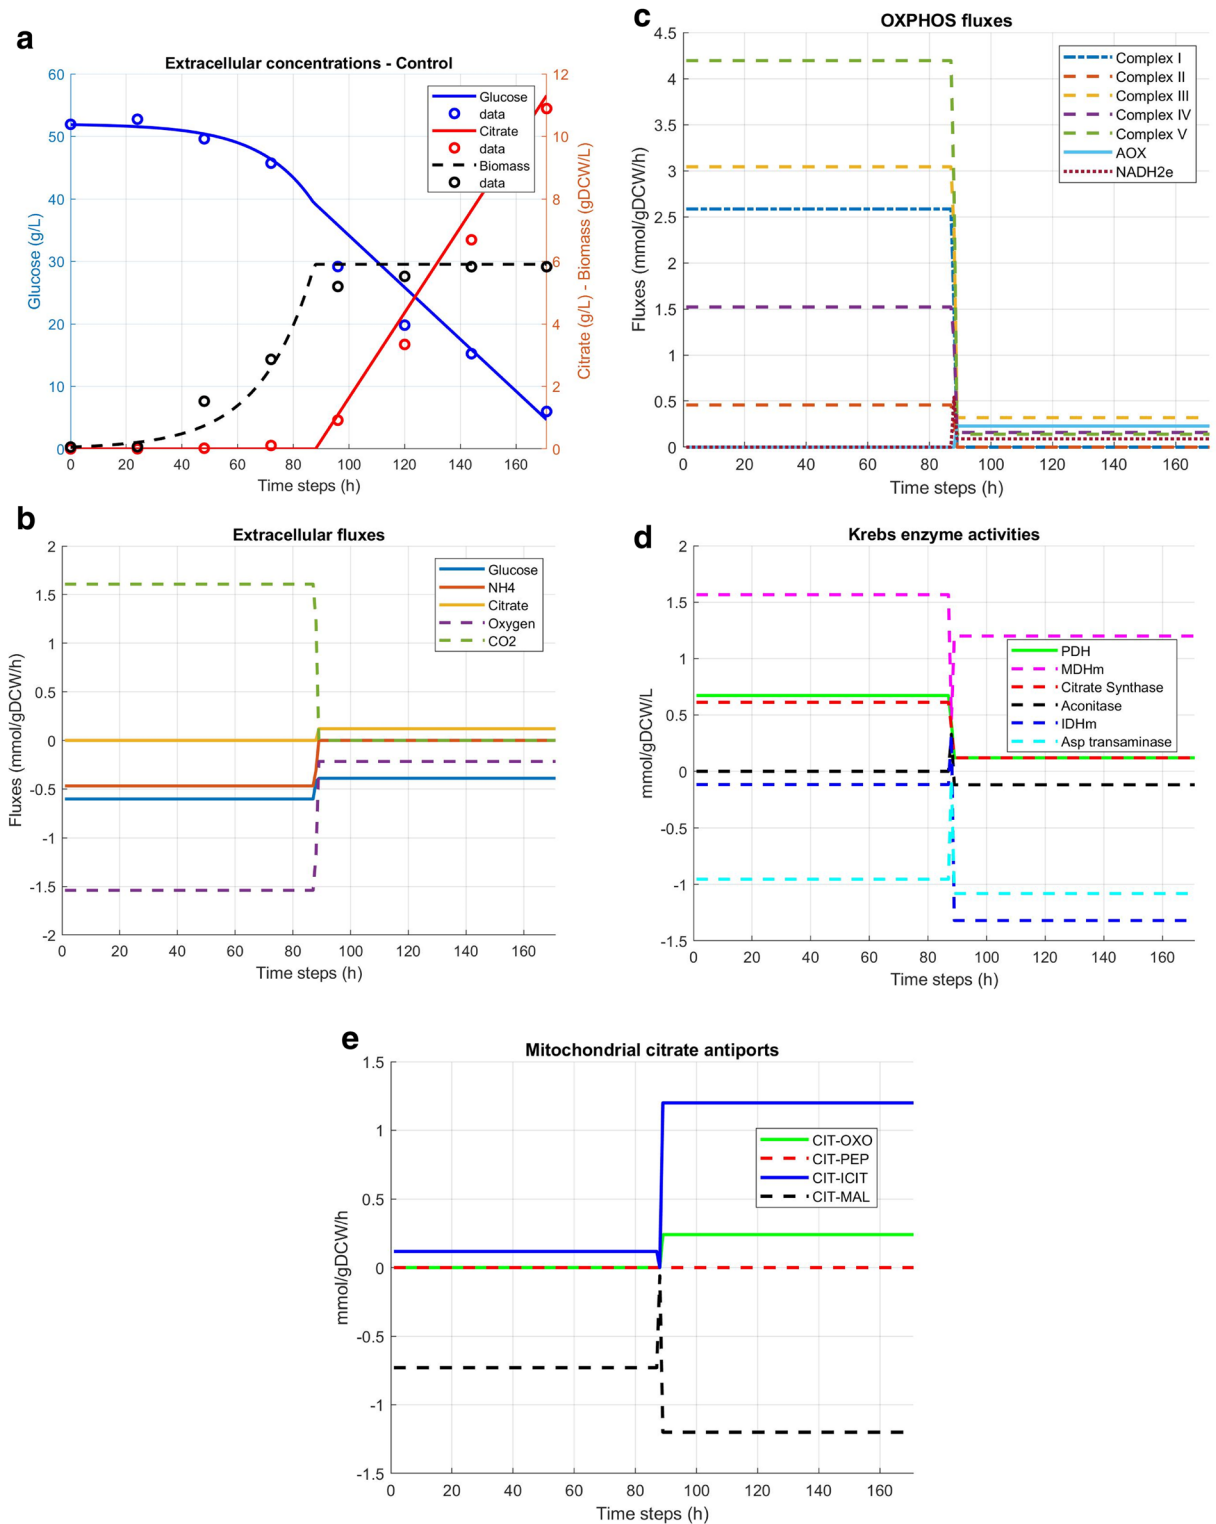 a
Extracellular concentrations - Control
60
50
40
30
20
10
0
Glucose (g/L)
12
10
8
6
4
2
0
Citrate (g/L) - Biomass (gDCW/L)
Glucose
data
Citrate
data
Biomass
data
0 20 40 60 80 100 120 140 160
Time steps (h)
c
OXPHOS fluxes
4.5
4
3.5
3
2.5
2
1.5
1
0.5
0
Fluxes (mmol/gDCW/h)
Complex I
Complex II
Complex III
Complex IV
Complex V
AOX
NADH2e
0 20 40 60 80 100 120 140 160
Time steps (h)
b
Extracellular fluxes
2
1.5
1
0.5
0
-0.5
-1
-1.5
-2
Fluxes (mmol/gDCW/h)
Glucose
NH4
Citrate
Oxygen
CO2
0 20 40 60 80 100 120 140 160
Time steps (h)
d
Krebs enzyme activities
2
1.5
1
0.5
0
-0.5
-1
-1.5
mmol/gDCW/L
PDH
MDHm
Citrate Synthase
Aconitase
IDHm
Asp transaminase
0 20 40 60 80 100 120 140 160
Time steps (h)
e
Mitochondrial citrate antiports
1.5
1
0.5
0
-0.5
-1
-1.5
mmol/gDCW/h
CIT-OXO
CIT-PEP
CIT-ICIT
CIT-MAL
0 20 40 60 80 100 120 140 160
Time steps (h)